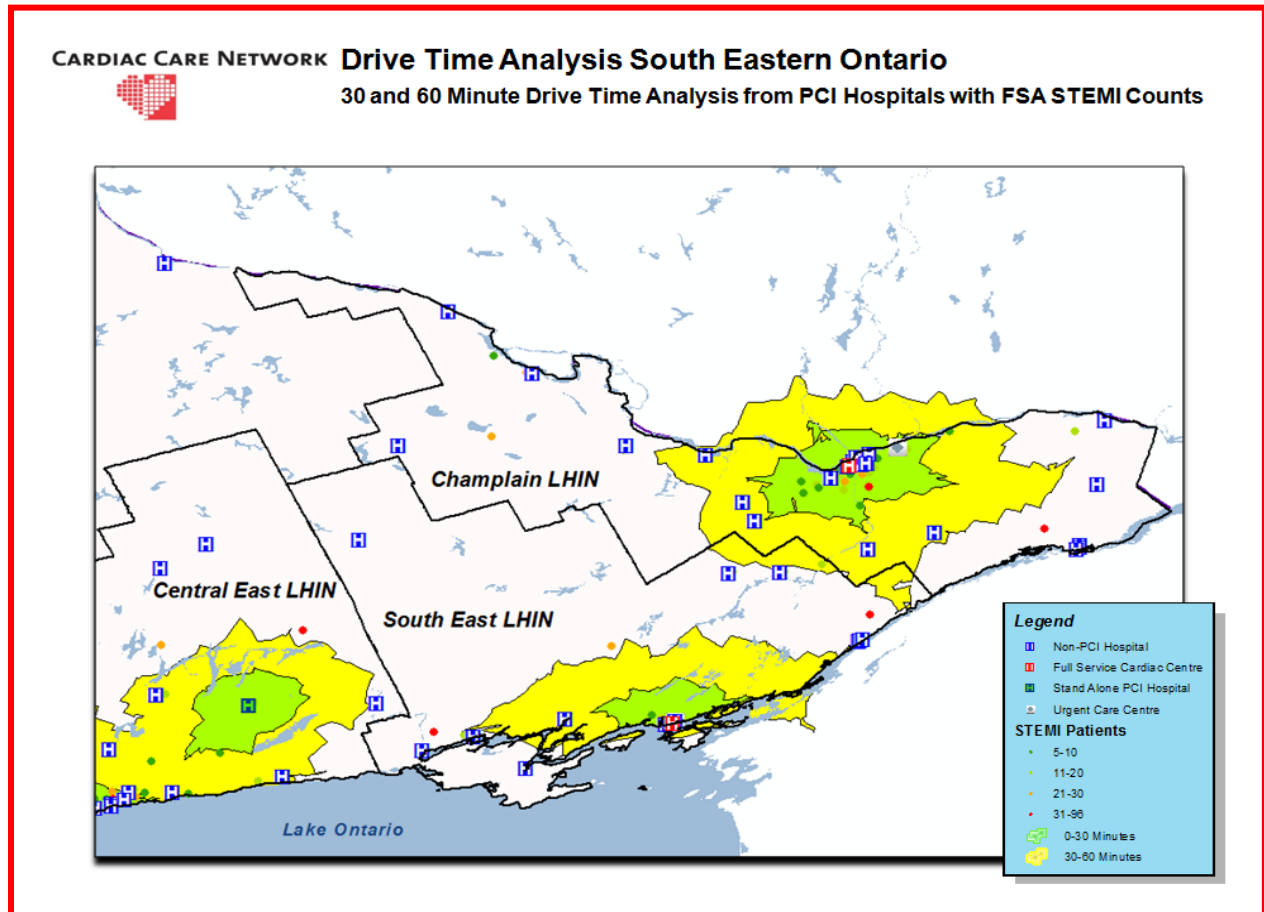 CARDIAC CARE NETWORK
Drive Time Analysis South Eastern Ontario
30 and 60 Minute Drive Time Analysis from PCI Hospitals with FSA STEMI Counts
Champlain LHIN
Central East LHIN
South East LHIN
Lake Ontario
Legend
H Non-PCI Hospital
H Full Service Cardiac Centre
H Stand Alone PCI Hospital
Urgent Care Centre
STEMI Patients
5-10
11-20
21-30
31-96
0-30 Minutes
30-60 Minutes